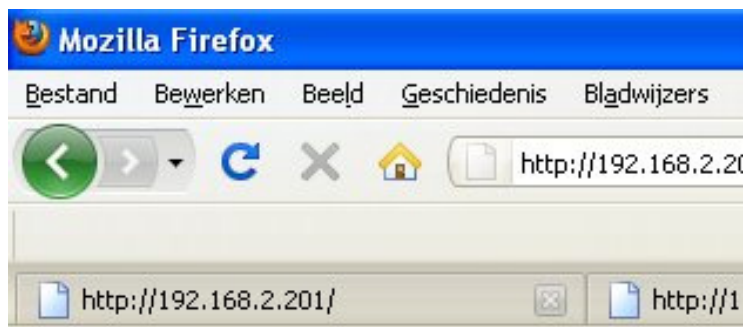 Mozilla Firefox
Bestand Bewerken Beeld Geschiedenis Bladwijzers
http://192.168.2.20
http://192.168.2.201/ http://1